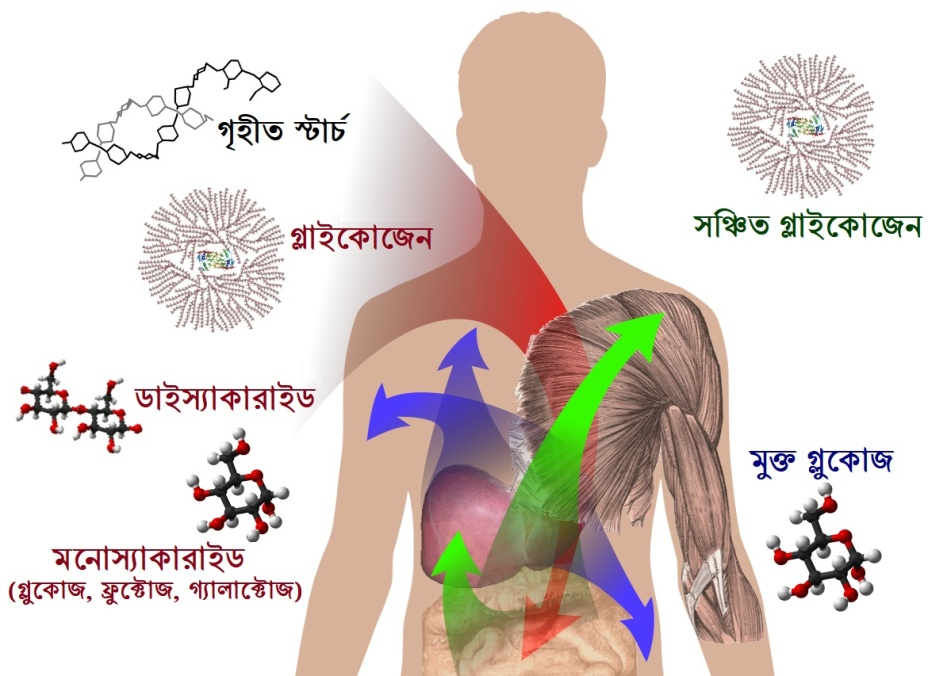 গৃহীত স্টার্চ
গ্লাইকোজেন
ডাইস্যাকারাইড
মনোস্যাকারাইড
(গ্লুকোজ, ফ্রুক্টোজ, গ্যালাক্টোজ)
সঞ্চিত গ্লাইকোজেন
মুক্ত গ্লুকোজ